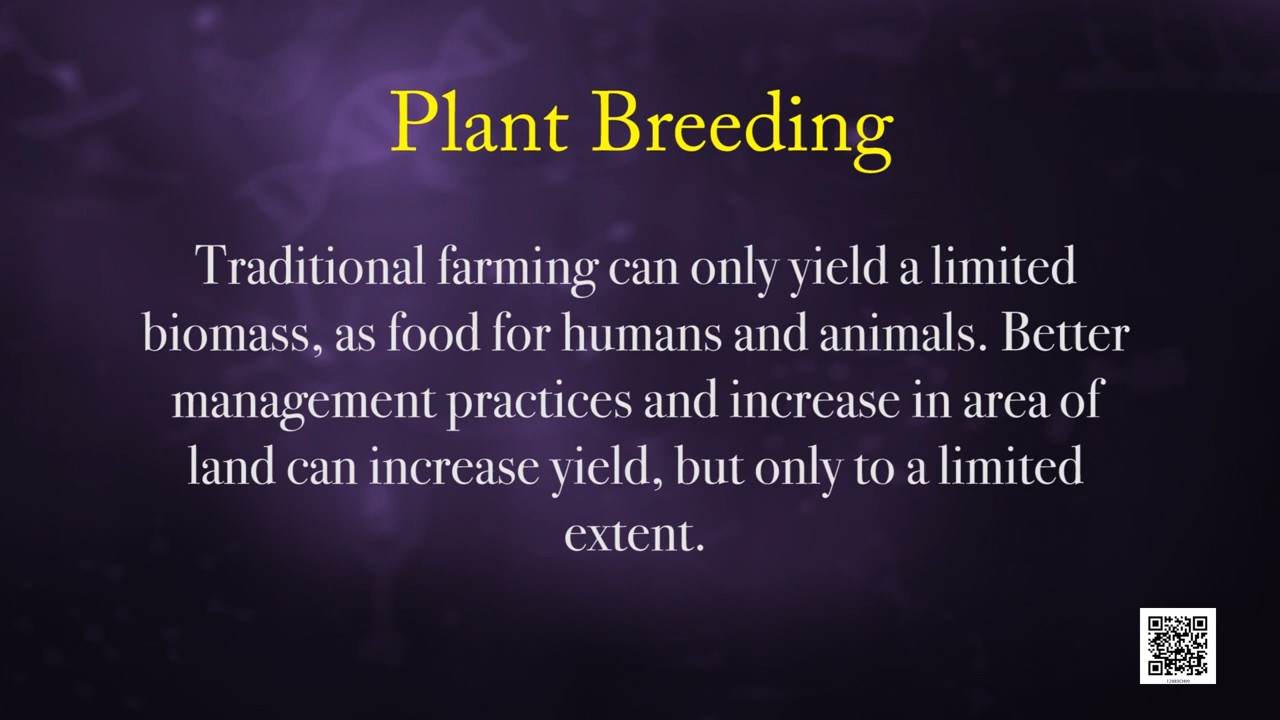 Plant Breeding
Traditional farming can only yield a limited
biomass, as food for humans and animals. Better
management practices and increase in area of
land can increase yield, but only to a limited
extent.